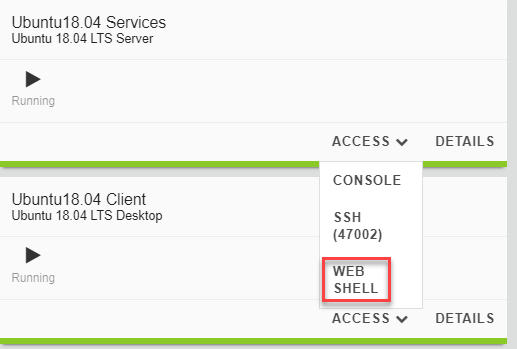 Ubuntu18.04 Services
Ubuntu 18.04 LTS Server
Running
ACCESS DETAILS
CONSOLE
SSH
(47002)
WEB
SHELL
Ubuntu18.04 Client
Ubuntu 18.04 LTS Desktop
Running
ACCESS DETAILS